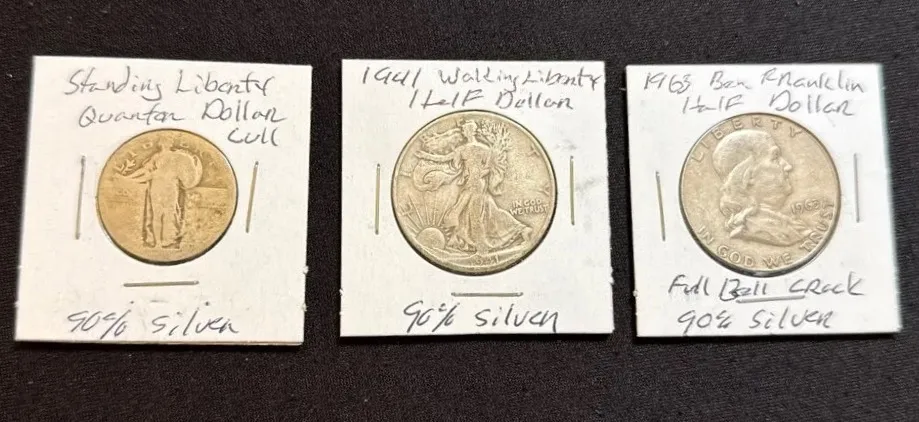 Standing Liberty
Quarter Dollar
Cull
90% Silver
1941 Walking Liberty
Half Dollar
IN GOD
WE TRUST
1941
90% Silver
1963 Ben Franklin
Half Dollar
LIBERTY
1963
IN GOD WE TRUST
Full Bell Crack
90% Silver